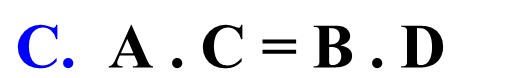 C. A . C = B . D